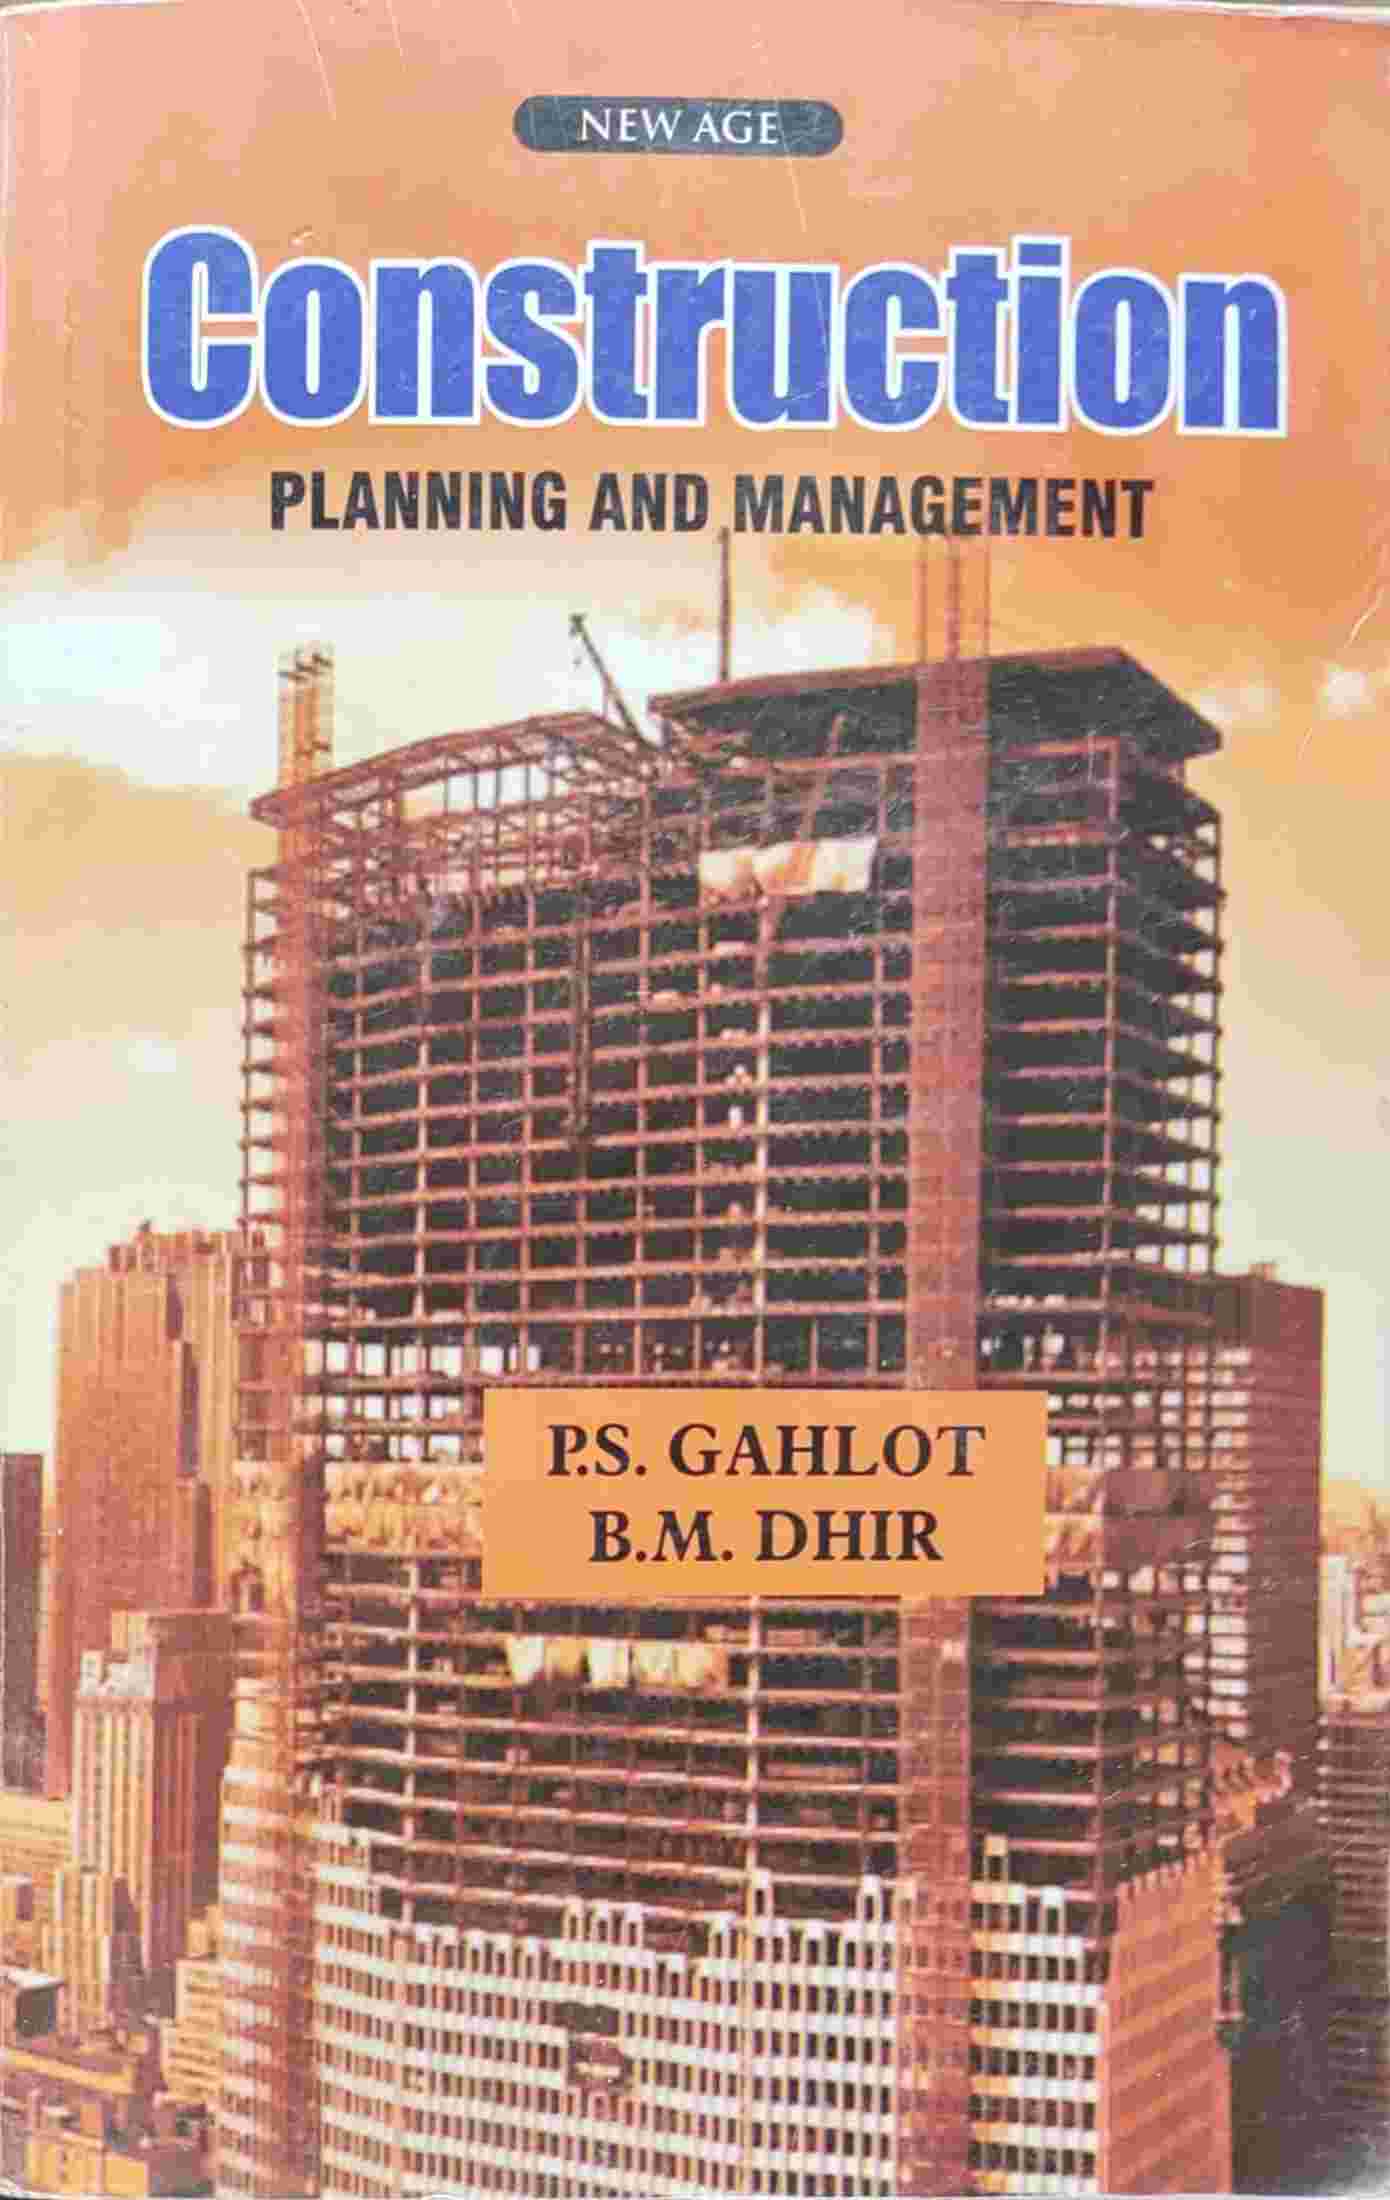 NEW AGE
Construction
PLANNING AND MANAGEMENT
P.S. GAHLOT
B.M. DHIR